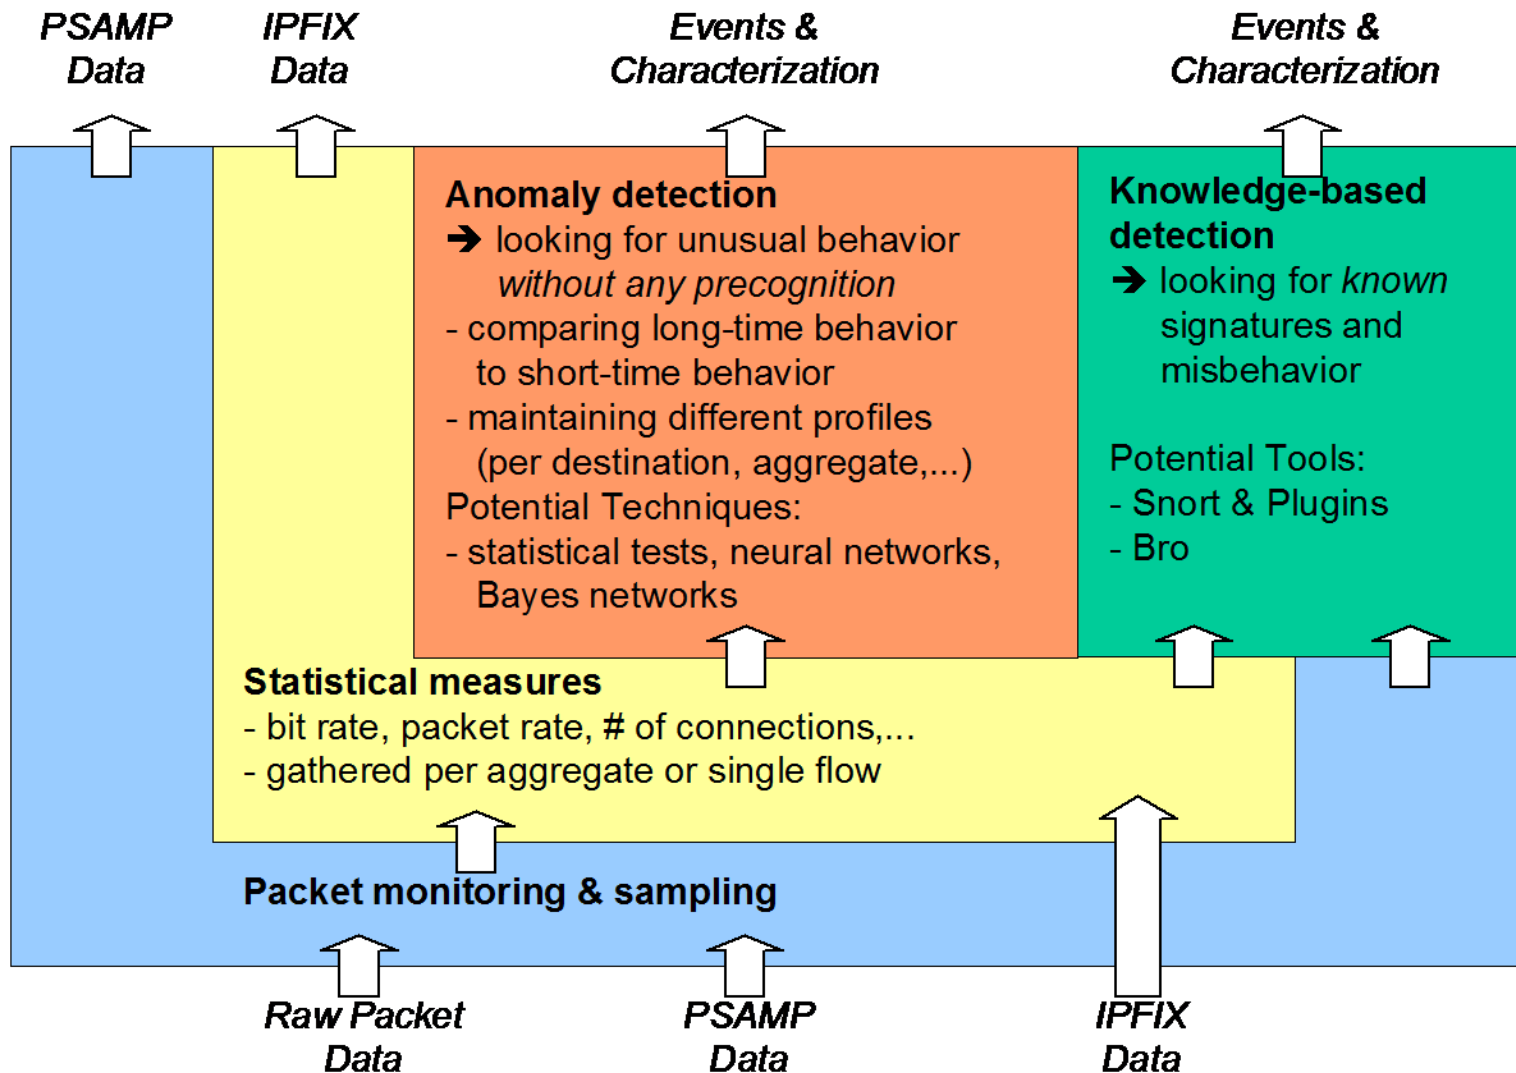 PSAMP
Data
IPFIX
Data
Events &
Characterization
Events &
Characterization
Anomaly detection
➔ looking for unusual behavior
without any precognition
- comparing long-time behavior
to short-time behavior
- maintaining different profiles
(per destination, aggregate,...)
Potential Techniques:
- statistical tests, neural networks,
Bayes networks
Knowledge-based
detection
➔ looking for known
signatures and
misbehavior
Potential Tools:
- Snort & Plugins
- Bro
Statistical measures
- bit rate, packet rate, # of connections,...
- gathered per aggregate or single flow
Packet monitoring & sampling
Raw Packet
Data
PSAMP
Data
IPFIX
Data